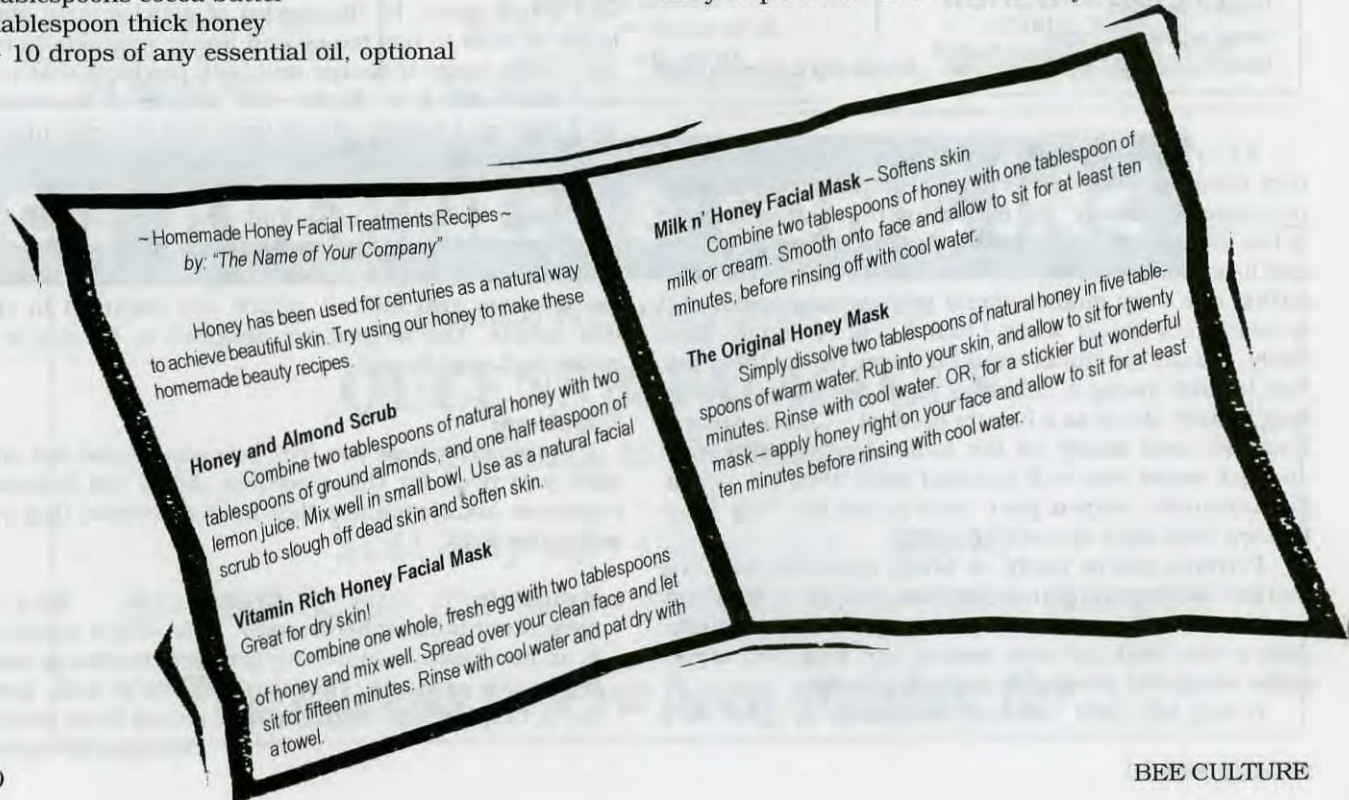 cocoa butter
tablespoon thick honey
10 drops of any essential oil, optional
~ Homemade Honey Facial Treatments Recipes ~
by: "The Name of Your Company"
Honey has been used for centuries as a natural way
to achieve beautiful skin. Try using our honey to make these
homemade beauty recipes.
Honey and Almond Scrub
Combine two tablespoons of natural honey with two
tablespoons of ground almonds, and one half teaspoon of
lemon juice. Mix well in small bowl. Use as a natural facial
scrub to slough off dead skin and soften skin.
Vitamin Rich Honey Facial Mask
Great for dry skin!
Combine one whole, fresh egg with two tablespoons
of honey and mix well. Spread over your clean face and let
sit for fifteen minutes. Rinse with cool water and pat dry with
a towel.
Milk n' Honey Facial Mask – Softens skin
Combine two tablespoons of honey with one tablespoon of
milk or cream. Smooth onto face and allow to sit for at least ten
minutes, before rinsing off with cool water.
The Original Honey Mask
Simply dissolve two tablespoons of natural honey in five table-
spoons of warm water. Rub into your skin, and allow to sit for twenty
minutes. Rinse with cool water. OR, for a stickier but wonderful
mask – apply honey right on your face and allow to sit for at least
ten minutes before rinsing with cool water.
BEE CULTURE